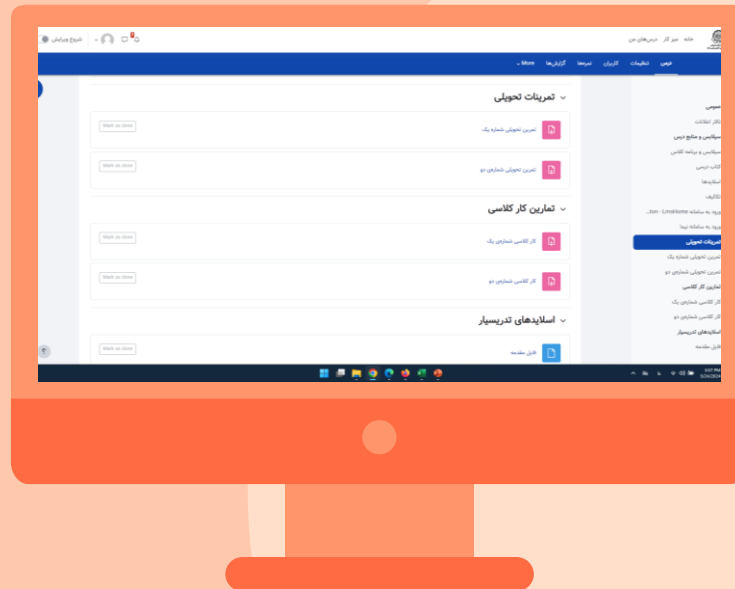 خانه میز کار درس‌های من
شروع ویرایش
درس تنظیمات کاربران نمره‌ها گزارش‌ها More
تمرینات تحویلی
تمرین تحویلی شماره یک
Mark as done
تمرین تحویلی شماره‌ی دو
Mark as done
تمارین کار کلاسی
کار کلاسی شماره‌ی یک
Mark as done
کار کلاسی شماره‌ی دو
Mark as done
اسلایدهای تدریسیار
فایل مقدمه
Mark as done
عمومی
تالار اعلانات
سیلابس و منابع درس
سیلابس و برنامه کلاس
کتاب درسی
اسلایدها
تکالیف
ورود به سامانه LmsHome
ورود به سامانه نیما
تمرینات تحویلی
تمرین تحویلی شماره یک
تمرین تحویلی شماره‌ی دو
تمارین کار کلاسی
کار کلاسی شماره‌ی یک
کار کلاسی شماره‌ی دو
اسلایدهای تدریسیار
فایل مقدمه